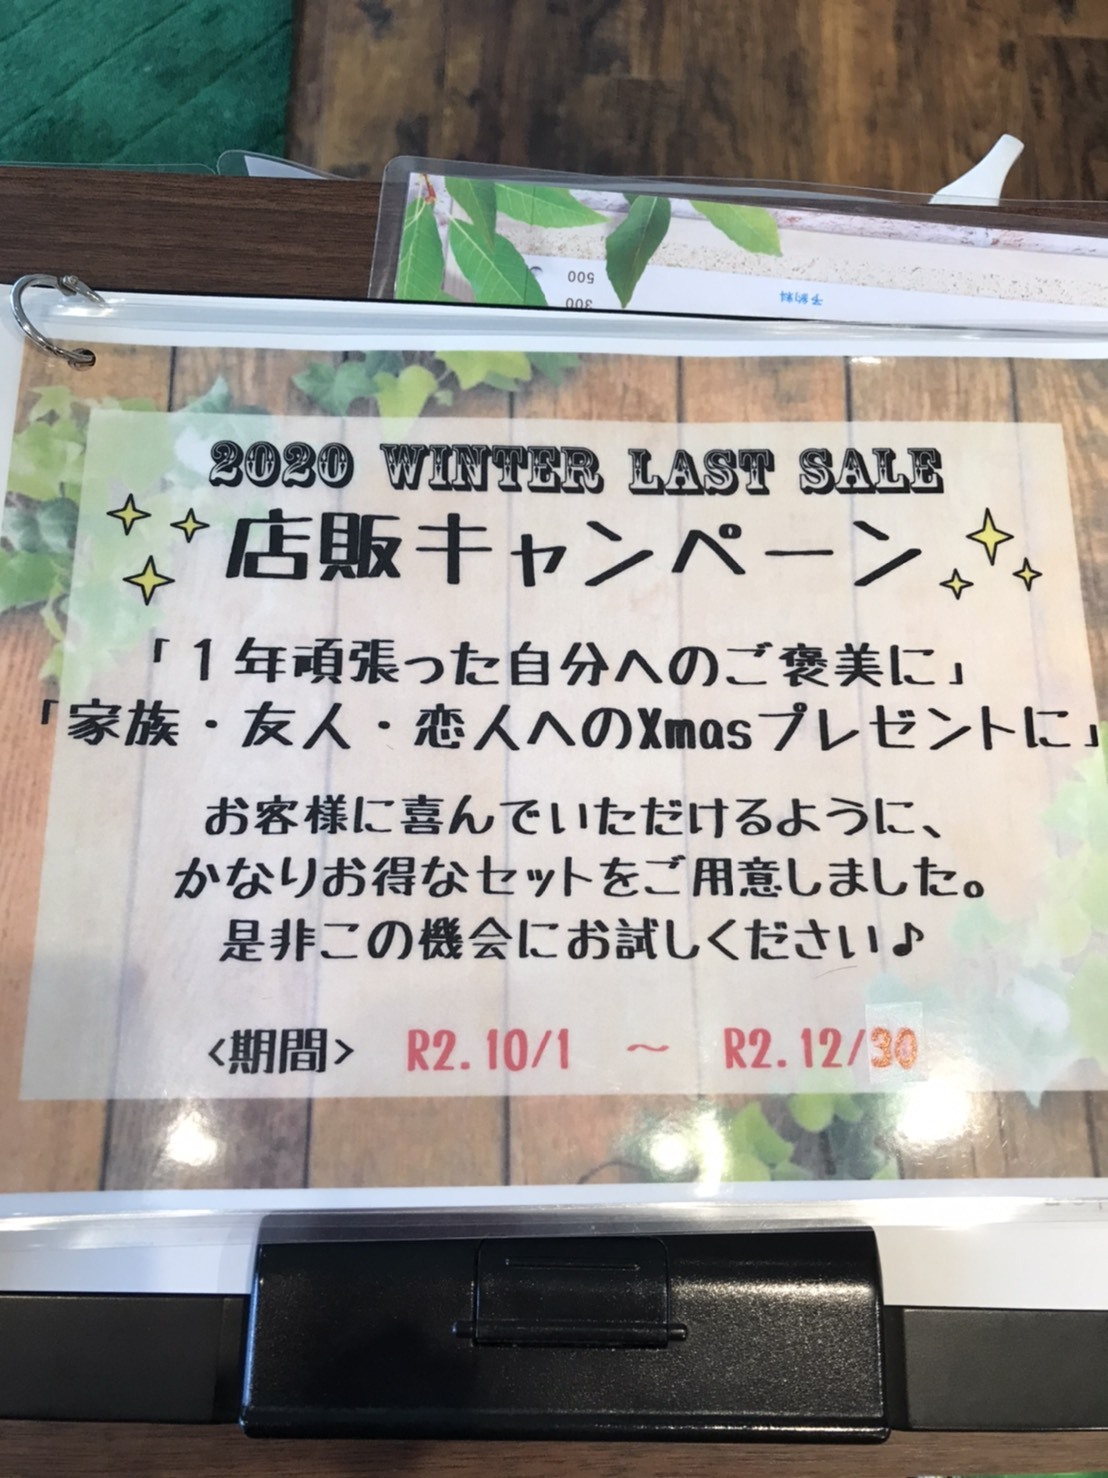 500
300
予約料
2020 WINTER LAST SALE
店販キャンペーン
「1年頑張った自分へのご褒美に」
「家族・友人・恋人へのXmasプレゼントに」
お客様に喜んでいただけるように、
かなりお得なセットをご用意しました。
是非この機会にお試しください♪
<期間> R2.10/1 ～ R2.12/30